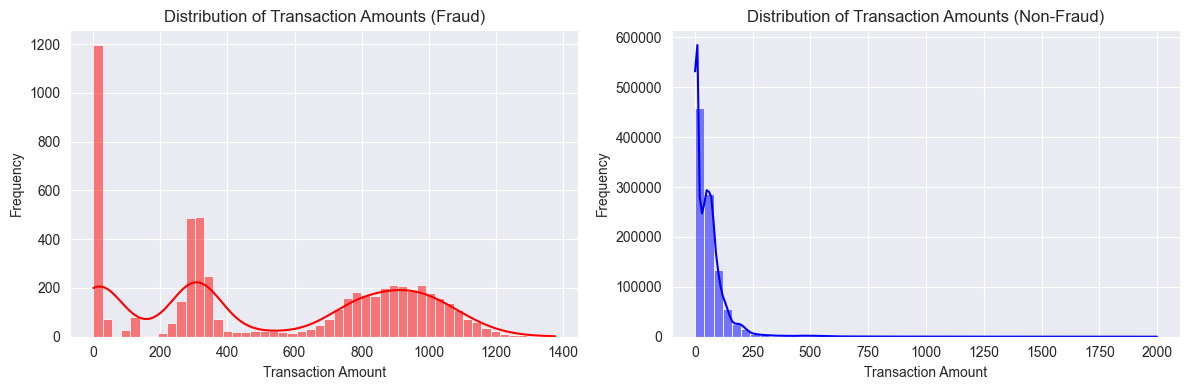 Distribution of Transaction Amounts (Fraud)
1200
1000
800
600
400
200
0
Frequency
0 200 400 600 800 1000 1200 1400
Transaction Amount
Distribution of Transaction Amounts (Non-Fraud)
600000
500000
400000
300000
200000
100000
0
Frequency
0 250 500 750 1000 1250 1500 1750 2000
Transaction Amount